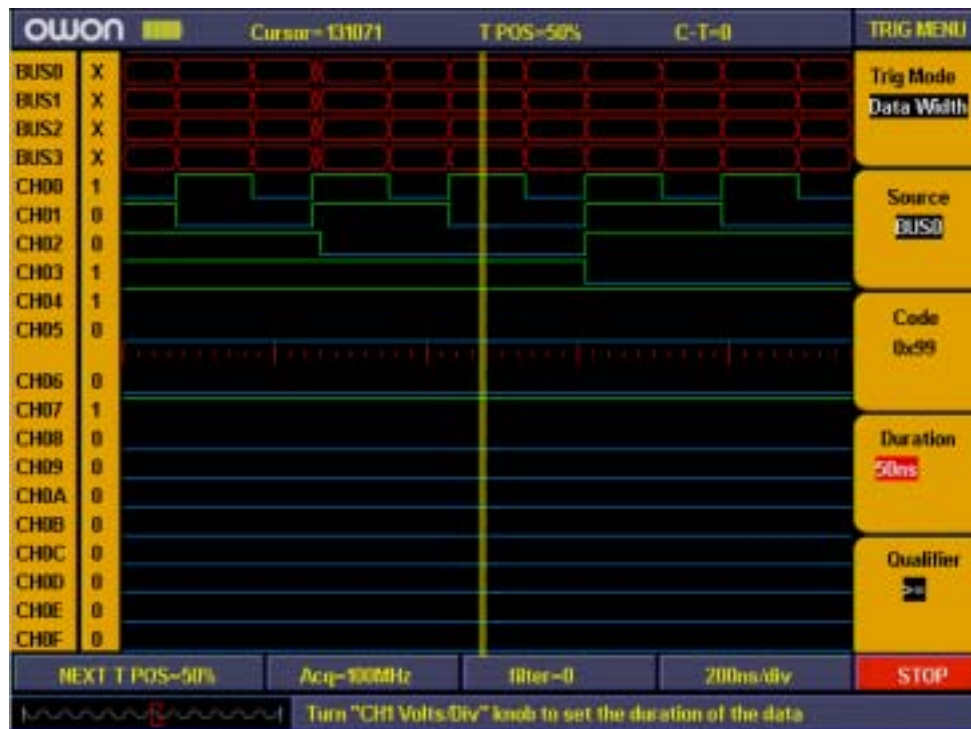 OWON Cursor=131071 T POS=50% C-T=0 TRIG MENU
BUS0 X
BUS1 X
BUS2 X
BUS3 X
CH00 1
CH01 0
CH02 0
CH03 1
CH04 1
CH05 0
CH06 0
CH07 1
CH08 0
CH09 0
CH0A 0
CH0B 0
CH0C 0
CH0D 0
CH0E 0
CH0F 0
Trig Mode
Data Width
Source
BUS0
Code
0x99
Duration
50ns
Qualifier
>=
NEXT T POS=50% Acq=100MHz filter=0 200ns/div STOP
Turn "CH1 Volts/Div" knob to set the duration of the data